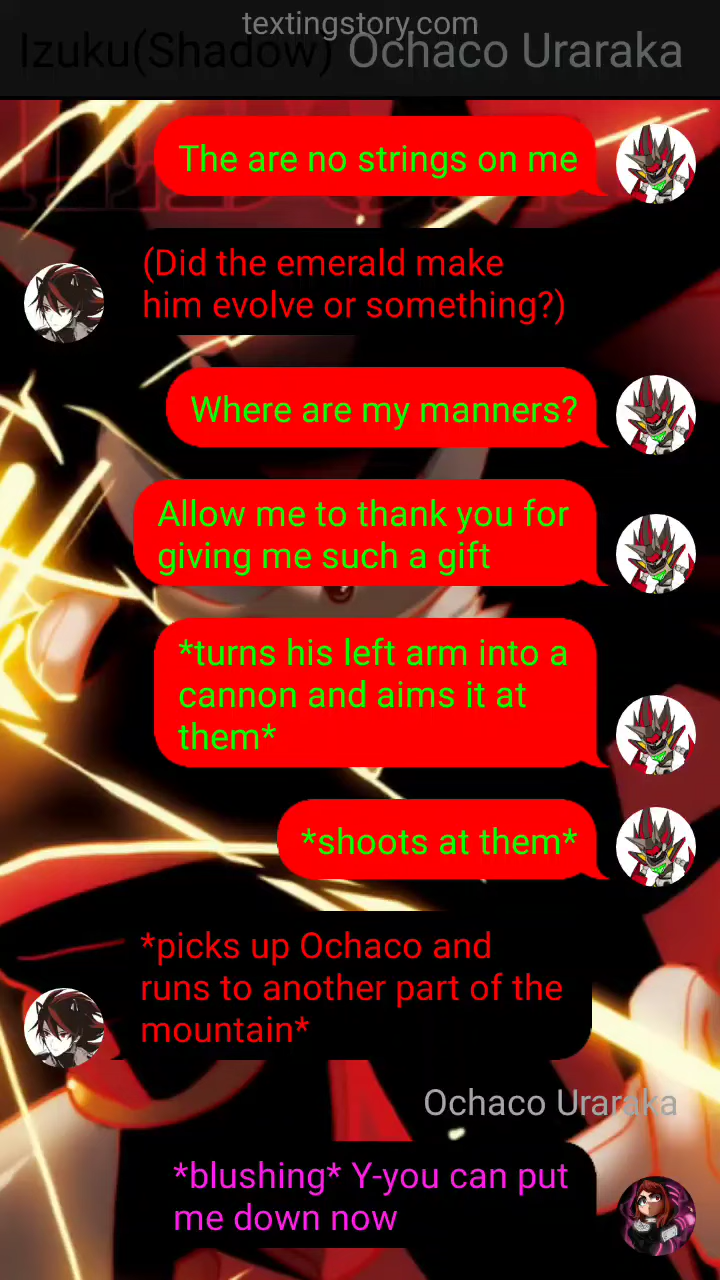 textingstory.com
Izuku(Shadow) Ochaco Uraraka
The are no strings on me
(Did the emerald make
him evolve or something?)
Where are my manners?
Allow me to thank you for
giving me such a gift
*turns his left arm into a
cannon and aims it at
them*
*shoots at them*
*picks up Ochaco and
runs to another part of the
mountain*
Ochaco Uraraka
*blushing* Y-you can put
me down now